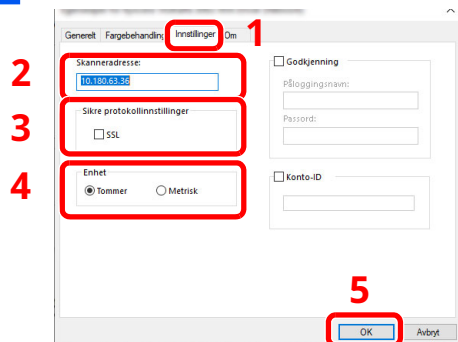 Generelt Fargebehandling Innstillinger Om 1
2 Skanneradresse:
10.180.63.36
3 Sikre protokollinnstillinger
SSL
4 Enhet
Tommer Metrisk
Godkjenning
Påloggingsnavn:
Passord:
Konto-ID
5
OK Avbryt